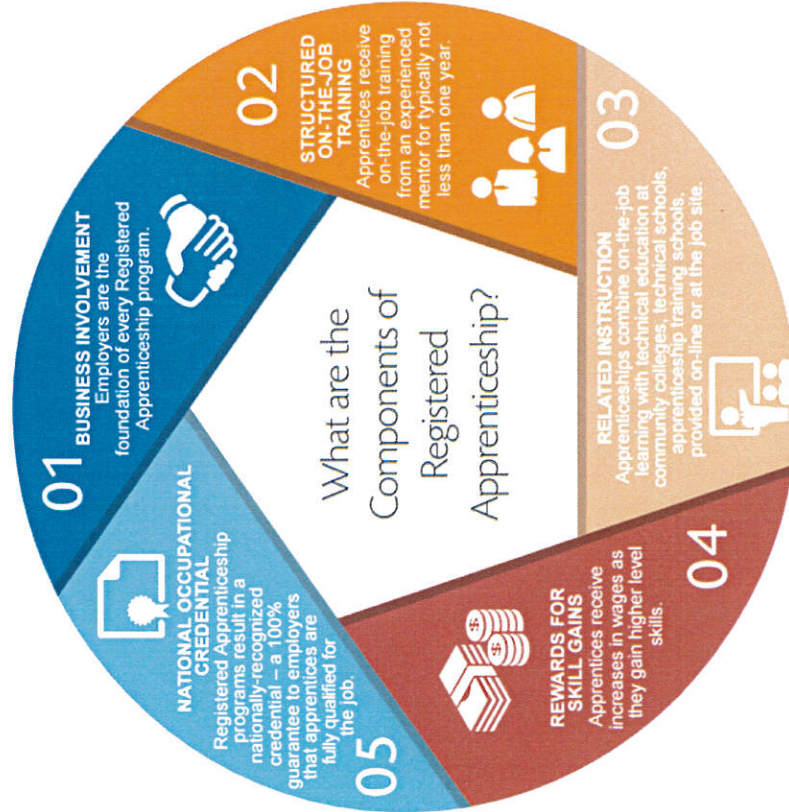 What are the
Components of
Registered
Apprenticeship?
01
BUSINESS INVOLVEMENT
Employers are the
foundation of every Registered
Apprenticeship program.
02
STRUCTURED
ON-THE-JOB
TRAINING
Apprentices receive
on-the-job training
from an experienced
mentor for typically not
less than one year.
03
RELATED INSTRUCTION
Apprenticeships combine on-the-job
learning with technical education at
community colleges, technical schools,
apprenticeship training schools,
provided on-line or at the job site.
04
REWARDS FOR
SKILL GAINS
Apprentices receive
increases in wages as
they gain higher level
skills.
$
$
05
NATIONAL OCCUPATIONAL
CREDENTIAL
Registered Apprenticeship
programs result in a
nationally-recognized
credential – a 100%
guarantee to employers
that apprentices are
fully qualified for
the job.